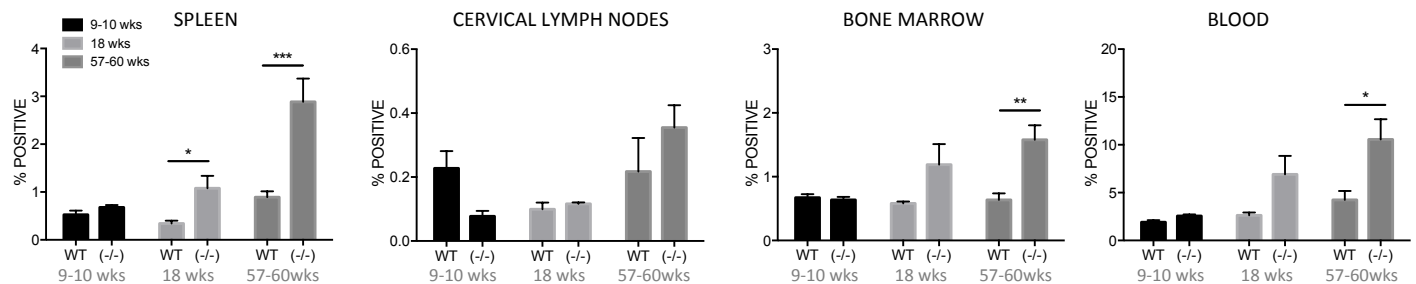 SPLEEN
9-10 wks
18 wks
57-60 wks
% POSITIVE
4
3
2
1
0
*
***
WT (-/-) WT (-/-) WT (-/-)
9-10 wks 18 wks 57-60wks
CERVICAL LYMPH NODES
% POSITIVE
0.6
0.4
0.2
0.0
WT (-/-) WT (-/-) WT (-/-)
9-10 wks 18 wks 57-60wks
BONE MARROW
% POSITIVE
3
2
1
0
**
WT (-/-) WT (-/-) WT (-/-)
9-10 wks 18 wks 57-60wks
BLOOD
% POSITIVE
20
15
10
5
0
*
WT (-/-) WT (-/-) WT (-/-)
9-10 wks 18 wks 57-60wks